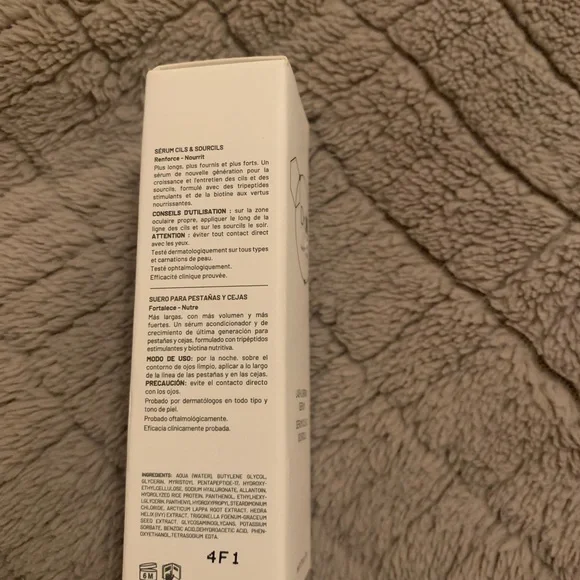 SÉRUM CILS & SOURCILS
Renforce - Nourrit
Plus longs, plus fournis et plus forts. Un
sérum de nouvelle génération pour la
croissance et l'entretien des cils et des
sourcils, formulé avec des tripeptides
stimulants et de la biotine aux vertus
nourrissantes.
CONSEILS D'UTILISATION : sur la zone
oculaire propre, appliquer le long de la
ligne des cils et sur les sourcils le soir.
ATTENTION : éviter tout contact direct
avec les yeux.
Testé dermatologiquement sur tous types
et carnations de peau.
Testé ophtalmologiquement.
Efficacité clinique prouvée.
SUERO PARA PESTAÑAS Y CEJAS
Fortalece - Nutre
Más largas, con más volumen y más
fuertes. Un sérum acondicionador y de
crecimiento de última generación para
pestañas y cejas, formulado con tripéptidos
estimulantes y biotina nutritiva.
MODO DE USO: por la noche, sobre el
contorno de ojos limpio, aplicar a lo largo
de la línea de las pestañas y en las cejas.
PRECAUCIÓN: evite el contacto directo
con los ojos.
Probado por dermatólogos en todo tipo y
tono de piel.
Probado oftalmológicamente.
Eficacia clínicamente probada.
INGREDIENTS: AQUA (WATER), BUTYLENE GLYCOL,
GLYCERIN, MYRISTOYL PENTAPEPTIDE-17, HYDROXY-
ETHYLCELLULOSE, SODIUM HYALURONATE, ALLANTOIN,
HYDROLYZED RICE PROTEIN, PANTHENOL, ETHYLHEXY-
LGLYCERIN, PANTHENYL HYDROXYPROPYL STEARDIMONIUM
CHLORIDE, ARCTICUM LAPPA ROOT EXTRACT, HEDRA
HELIX (IVY) EXTRACT, TRIGONELLA FOENUM-GRAECUM
SEED EXTRACT, GLYCOSAMINOGLYCANS, POTASSIUM
SORBATE, BENZOIC ACID, DEHYDROACETIC ACID, PHEN-
OXYETHANOL, TETRASODIUM EDTA.
4F1
6 M